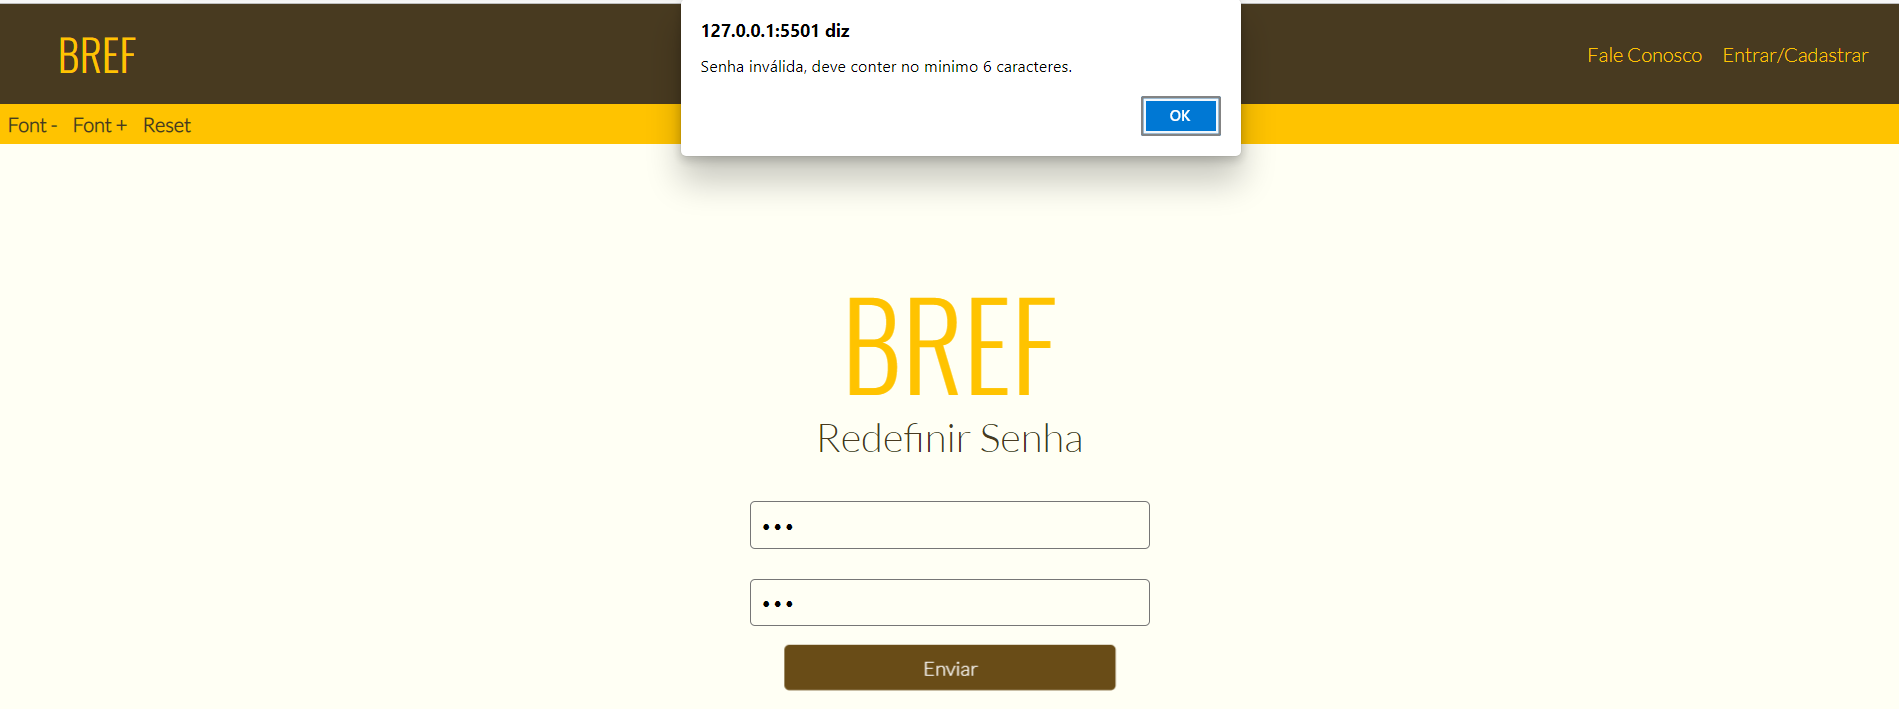 127.0.0.1:5501 diz
Senha inválida, deve conter no minimo 6 caracteres.
OK
BREF
Fale Conosco Entrar/Cadastrar
Font - Font + Reset
BREF
Redefinir Senha
•••
•••
Enviar